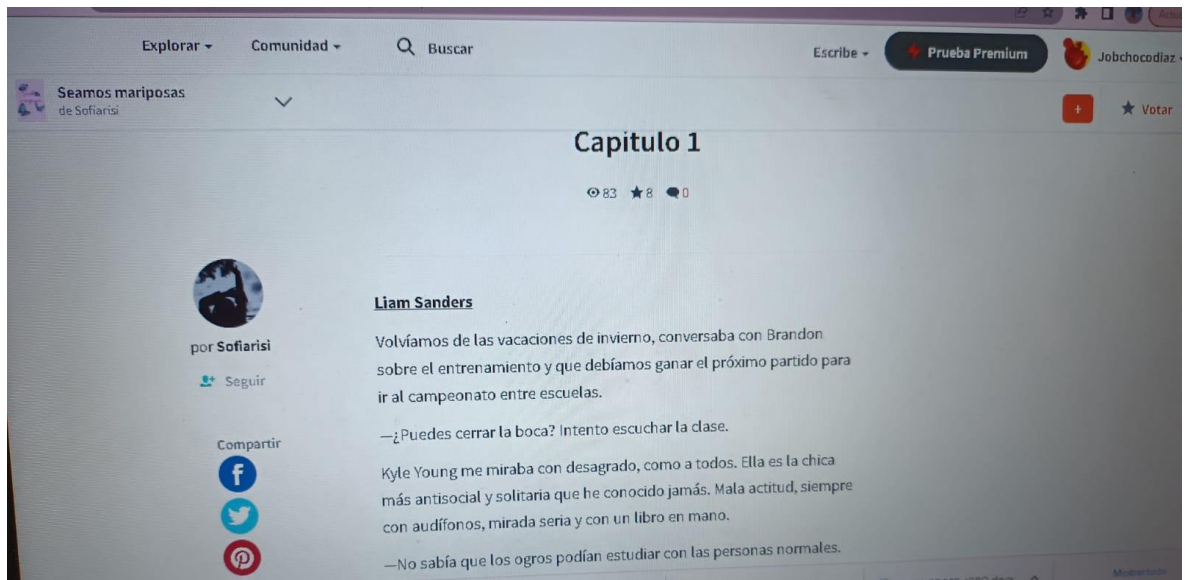 Explorar Comunidad Buscar Escribe Prueba Premium Jobchocodiaz
Seamos mariposas
de Sofiarisi
+ Votar
Capitulo 1
83 8 0
por Sofiarisi
Seguir
Compartir
Liam Sanders
Volvíamos de las vacaciones de invierno, conversaba con Brandon
sobre el entrenamiento y que debíamos ganar el próximo partido para
ir al campeonato entre escuelas.
—¿Puedes cerrar la boca? Intento escuchar la clase.
Kyle Young me miraba con desagrado, como a todos. Ella es la chica
más antisocial y solitaria que he conocido jamás. Mala actitud, siempre
con audífonos, mirada seria y con un libro en mano.
—No sabía que los ogros podían estudiar con las personas normales.